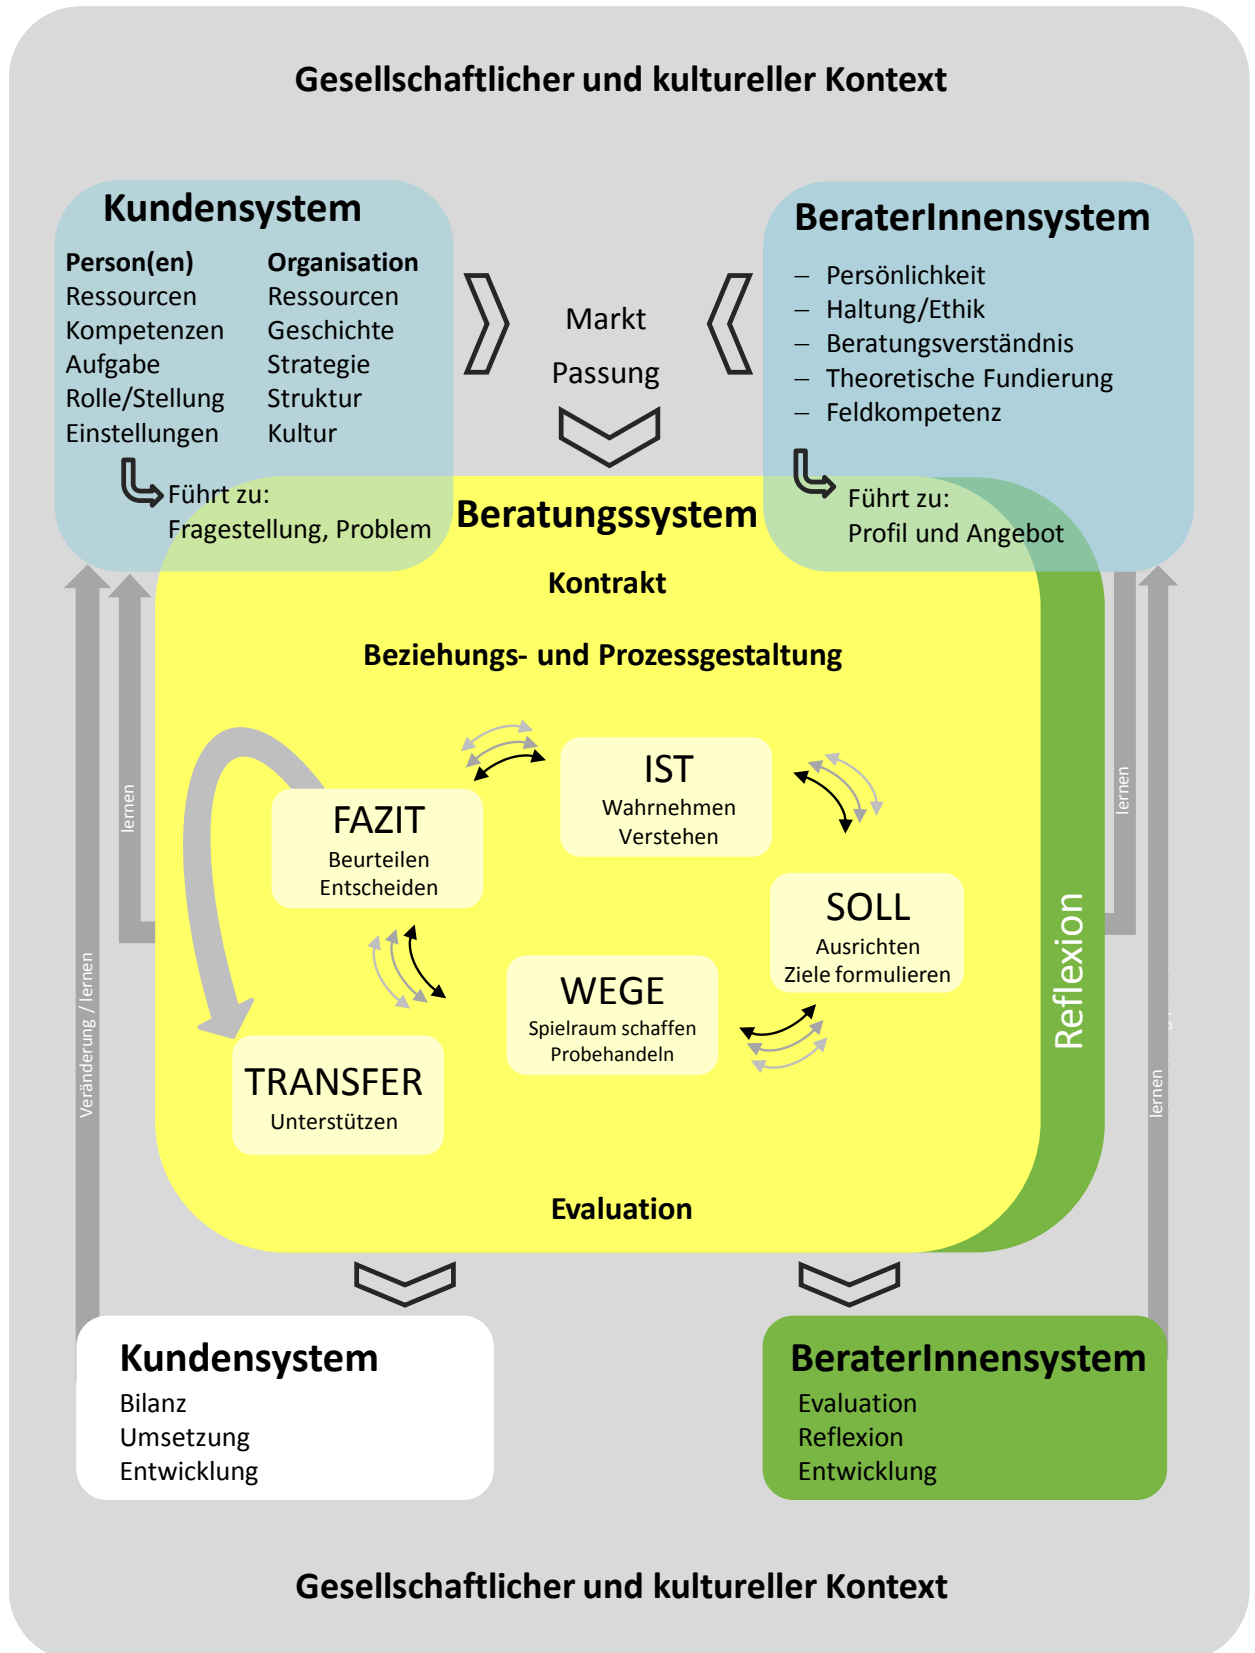 Gesellschaftlicher und kultureller Kontext
Kundensystem
Person(en)
Ressourcen
Kompetenzen
Aufgabe
Rolle/Stellung
Einstellungen
Organisation
Ressourcen
Geschichte
Strategie
Struktur
Kultur
Führt zu:
Fragestellung, Problem
Markt
Passung
BeraterInnensystem
– Persönlichkeit
– Haltung/Ethik
– Beratungsverständnis
– Theoretische Fundierung
– Feldkompetenz
Führt zu:
Profil und Angebot
Beratungssystem
Kontrakt
Beziehungs- und Prozessgestaltung
IST
Wahrnehmen
Verstehen
FAZIT
Beurteilen
Entscheiden
SOLL
Ausrichten
Ziele formulieren
WEGE
Spielraum schaffen
Probehandeln
TRANSFER
Unterstützen
Evaluation
Reflexion
lernen
Veränderung / lernen
lernen
lernen
Kundensystem
Bilanz
Umsetzung
Entwicklung
BeraterInnensystem
Evaluation
Reflexion
Entwicklung
Gesellschaftlicher und kultureller Kontext